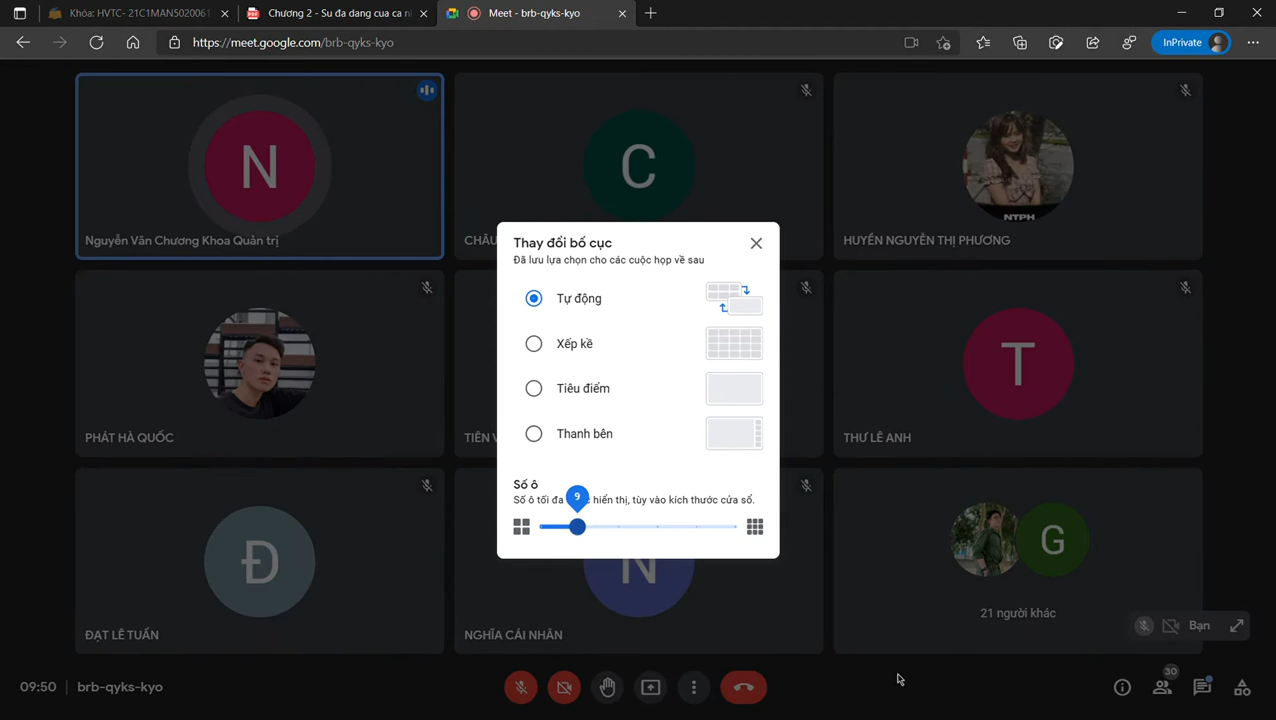 Khóa: HVTC- 21C1MAN5020061
Chương 2 - Su đa dang cua ca n
Meet - brb-qyks-kyo
https://meet.google.com/brb-qyks-kyo
InPrivate
N
Nguyễn Văn Chương Khoa Quản trị
C
CHÂU
NTPH
HUYỀN NGUYỄN THỊ PHƯƠNG
Thay đổi bố cục
Đã lưu lựa chọn cho các cuộc họp về sau
Tự động
Xếp kề
Tiêu điểm
Thanh bên
PHÁT HÀ QUỐC
TIÊN V
T
THƯ LÊ ANH
Số ô
Số ô tối đa hiển thị, tùy vào kích thước cửa sổ.
9
Đ
ĐẠT LÊ TUẤN
N
NGHĨA CÁI NHÂN
G
21 người khác
Bạn
09:50 | brb-qyks-kyo
30